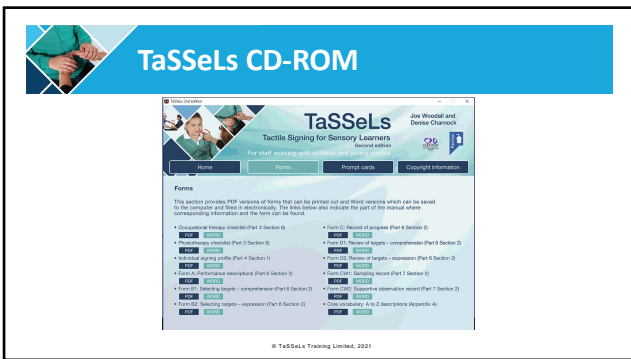 TaSSeLs CD-ROM
TaSSeLs 2nd edition
TaSSeLs
Tactile Signing for Sensory Learners
Second edition
For staff working with children and young people
Joe Woodall and
Denise Charnock
Home
Forms
Prompt cards
Copyright Information
Forms
This section provides PDF versions of forms that can be printed out and Word versions which can be saved
to the computer and filled in electronically. The links below also indicate the part of the manual where
corresponding information and the form can be found.
• Occupational therapy checklist (Part 3 Section 6)
PDF WORD
• Physiotherapy checklist (Part 3 Section 6)
PDF WORD
• Individual signing profile (Part 4 Section 1)
PDF WORD
• Form A: Performance descriptions (Part 6 Section 2)
PDF WORD
• Form B1: Selecting targets – comprehension (Part 6 Section 2)
PDF WORD
• Form B2: Selecting targets – expression (Part 6 Section 2)
PDF WORD
• Form C: Record of progress (Part 6 Section 2)
PDF WORD
• Form D1: Review of targets – comprehension (Part 6 Section 2)
PDF WORD
• Form D2: Review of targets – expression (Part 6 Section 2)
PDF WORD
• Form CW1: Sampling record (Part 7 Section 2)
PDF WORD
• Form CW2: Supportive observation record (Part 7 Section 2)
PDF WORD
• Core vocabulary: A to Z descriptions (Appendix A)
PDF WORD
© TaSSeLs Training Limited, 2021